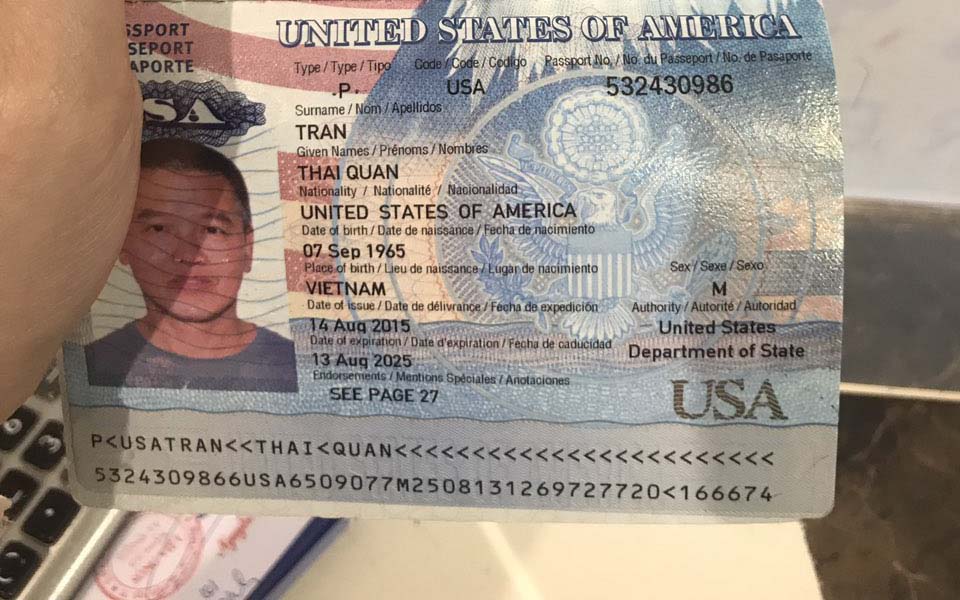 SSPORT
SEPORT
APORTE
USA
UNITED STATES OF AMERICA
Type / Type / Tipo Code / Code / Codigo Passport No. / No. du Passeport / No. de Pasaporte
P USA 532430986
Surname / Nom / Apellidos
TRAN
Given Names / Prénoms / Nombres
THAI QUAN
Nationality / Nationalité / Nacionalidad
UNITED STATES OF AMERICA
Date of birth / Date de naissance / Fecha de nacimiento
07 Sep 1965
Place of birth / Lieu de naissance / Lugar de nacimiento Sex / Sexe / Sexo
VIETNAM M
Date of issue / Date de délivrance / Fecha de expedición Authority / Autorité / Autoridad
14 Aug 2015 United States
Date of expiration / Date d'expiration / Fecha de caducidad Department of State
13 Aug 2025
Endorsements / Mentions Spéciales / Anotaciones
SEE PAGE 27
USA
P<USATRAN<<THAI<QUAN<<<<<<<<<<<<<<<<<<<<<<<<
5324309866USA6509077M2508131269727720<166674